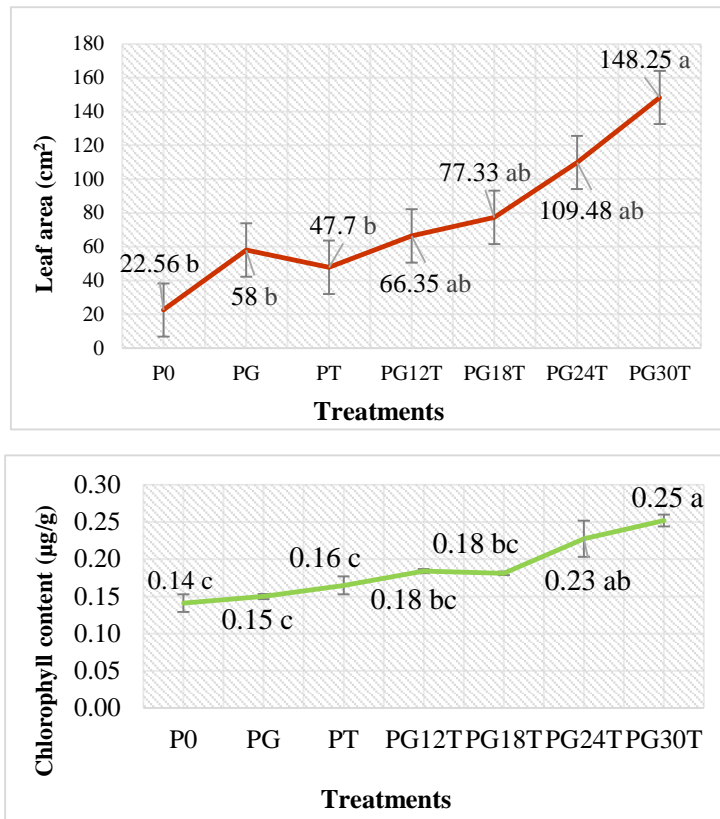 180
160
140
120
100
80
60
40
20
0
Leaf area (cm²)
22.56 b
58 b
47.7 b
66.35 ab
77.33 ab
109.48 ab
148.25 a
P0 PG PT PG12T PG18T PG24T PG30T
Treatments
0.30
0.25
0.20
0.15
0.10
0.05
0.00
Chlorophyll content (µg/g)
0.14 c
0.15 c
0.16 c
0.18 bc
0.18 bc
0.23 ab
0.25 a
P0 PG PT PG12T PG18T PG24T PG30T
Treatments